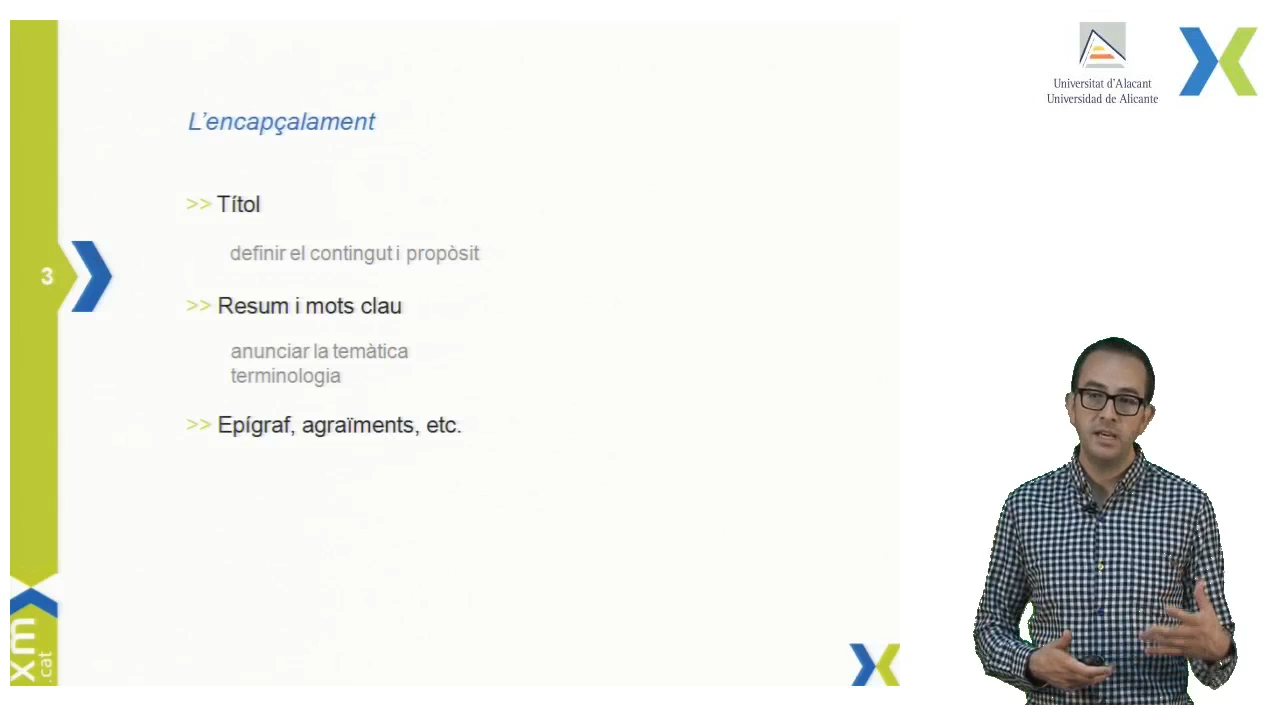 L'encapçalament
>> Títol
definir el contingut i propòsit
>> Resum i mots clau
anunciar la temàtica
terminologia
>> Epígraf, agraïments, etc.
3
xm
.cat
Universitat d'Alacant
Universidad de Alicante